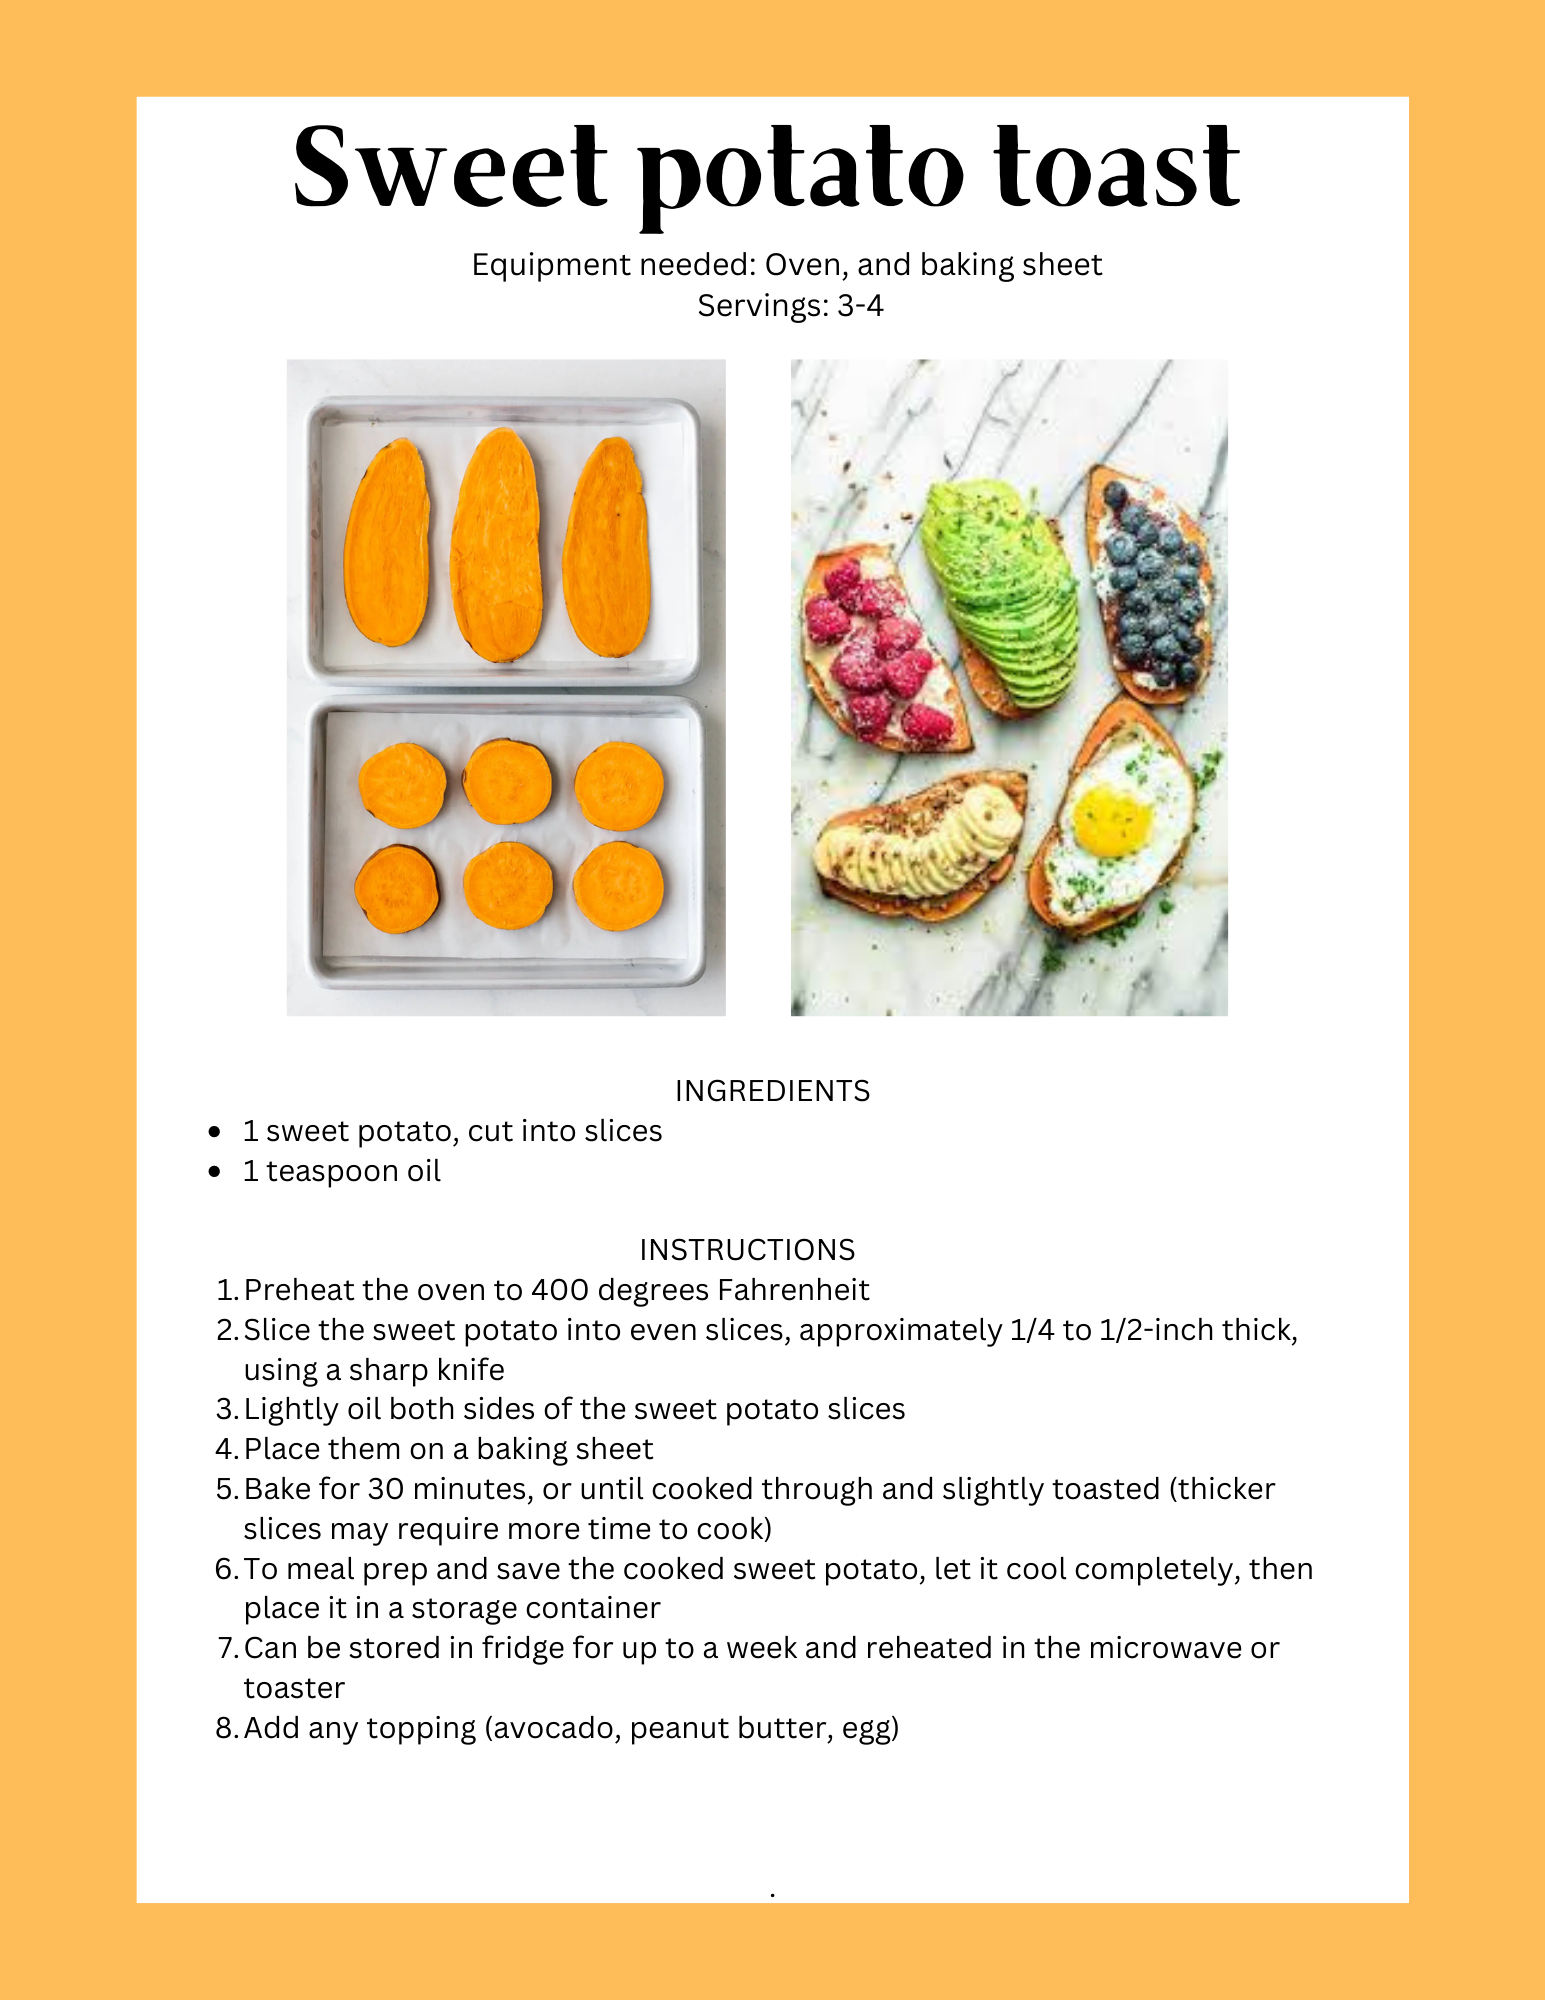 Sweet potato toast
Equipment needed: Oven, and baking sheet
Servings: 3-4
INGREDIENTS
• 1 sweet potato, cut into slices
• 1 teaspoon oil
INSTRUCTIONS
1. Preheat the oven to 400 degrees Fahrenheit
2. Slice the sweet potato into even slices, approximately 1/4 to 1/2-inch thick,
using a sharp knife
3. Lightly oil both sides of the sweet potato slices
4. Place them on a baking sheet
5. Bake for 30 minutes, or until cooked through and slightly toasted (thicker
slices may require more time to cook)
6. To meal prep and save the cooked sweet potato, let it cool completely, then
place it in a storage container
7. Can be stored in fridge for up to a week and reheated in the microwave or
toaster
8. Add any topping (avocado, peanut butter, egg)
.